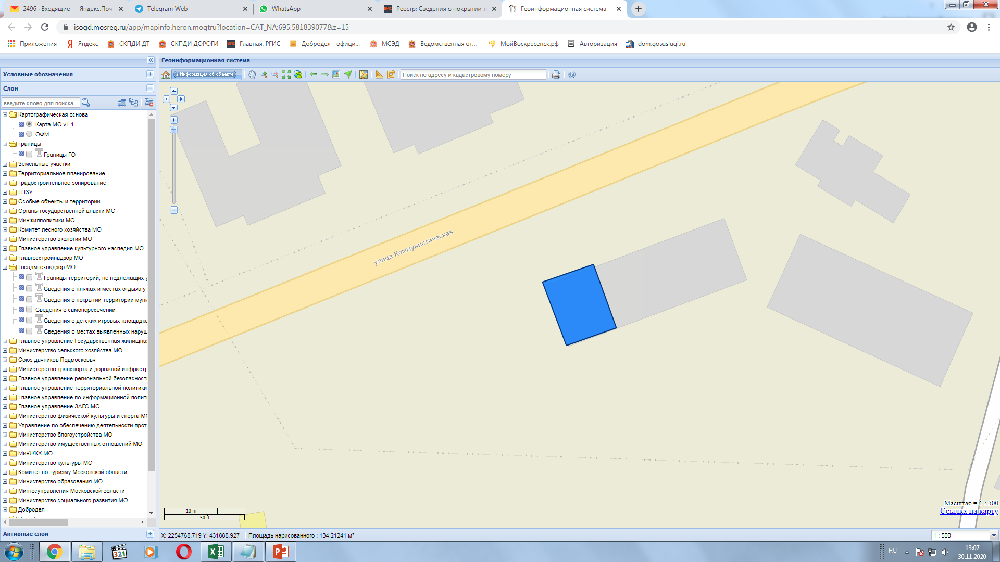 2496 · Входящие — Яндекс.Поч
Telegram Web
WhatsApp
Реестр: Сведения о покрытии т
Геоинформационная система
isogd.mosreg.ru/app/mapinfo.heron.mogtru?location=CAT_NA:695,581839077&z=15
Приложения
Яндекс
СКПДИ ДТ
СКПДИ ДОРОГИ
Главная. РГИС
Добродел - офици...
МСЭД
Ведомственная от...
МойВоскресенск.рф
Авторизация
dom.gosuslugi.ru
Геоинформационная система
Условные обозначения
Информация об объекте
Поиск по адресу и кадастровому номеру
Слои
введите слово для поиска
Картографическая основа
Карта МО v1.1
ОФМ
Границы
Границы ГО
Земельные участки
Территориальное планирование
Градостроительное зонирование
ГПЗУ
Особые объекты и территории
Органы государственной власти МО
Минжилполитики МО
Комитет лесного хозяйства МО
Министерство экологии МО
Главное управление культурного наследия МО
Главгосстройнадзор МО
Госадмтехнадзор МО
Границы территорий, не подлежащих у
Сведения о пляжах и местах отдыха у
Сведения о покрытии территории муни
Сведения о самопересечении
Сведения о детских игровых площадка
Сведения о местах выявленных наруш
Главное управление Государственная жилищна
Министерство сельского хозяйства МО
Союз дачников Подмосковья
Министерство транспорта и дорожной инфрастр
Главное управление региональной безопасност
Главное управление территориальной политики
Главное управление по информационной полит
Главное управление ЗАГС МО
Министерство физической культуры и спорта МО
Управление по обеспечению деятельности прот
Министерство благоустройства МО
Министерство имущественных отношений МО
МинЖКХ МО
Министерство культуры МО
Комитет по туризму Московской области
Министерство образования МО
Мингосуправления Московской области
Министерство социального развития МО
Добродел
Активные слои
улица Коммунистическая
10 m
50 ft
Масштаб = 1 : 500
Ссылка на карту
X: 2254768.719 Y: 431888.927
Площадь нарисованного : 134.21241 м²
1 : 500
321
RU
13:07
30.11.2020